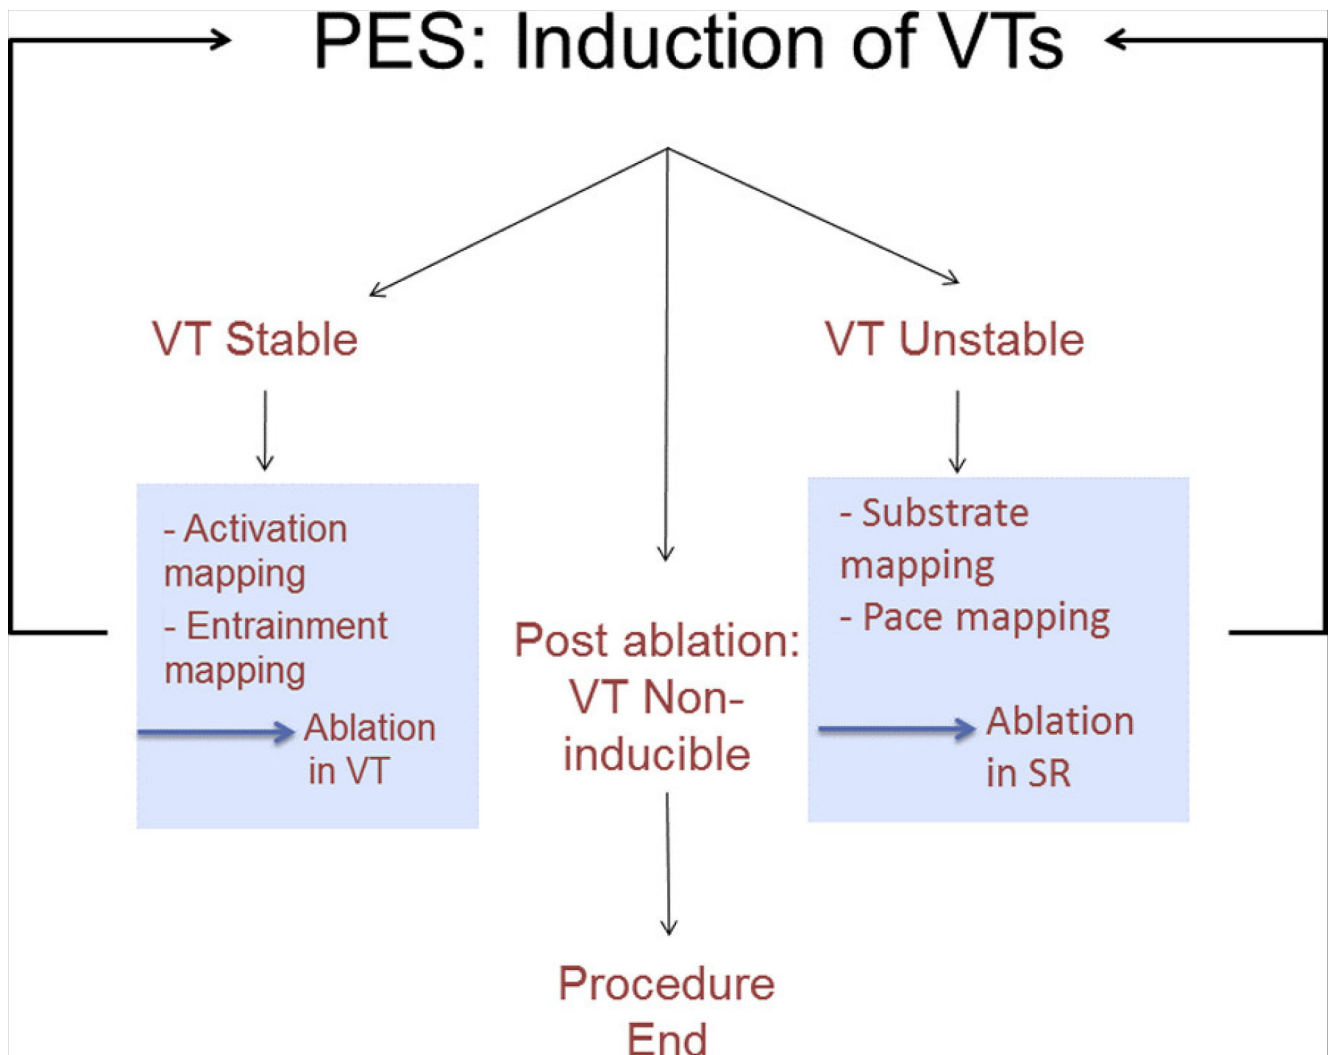 PES: Induction of VTs
VT Stable
VT Unstable
- Activation
mapping
- Entrainment
mapping
Ablation
in VT
Post ablation:
VT Non-
inducible
- Substrate
mapping
- Pace mapping
Ablation
in SR
Procedure
End